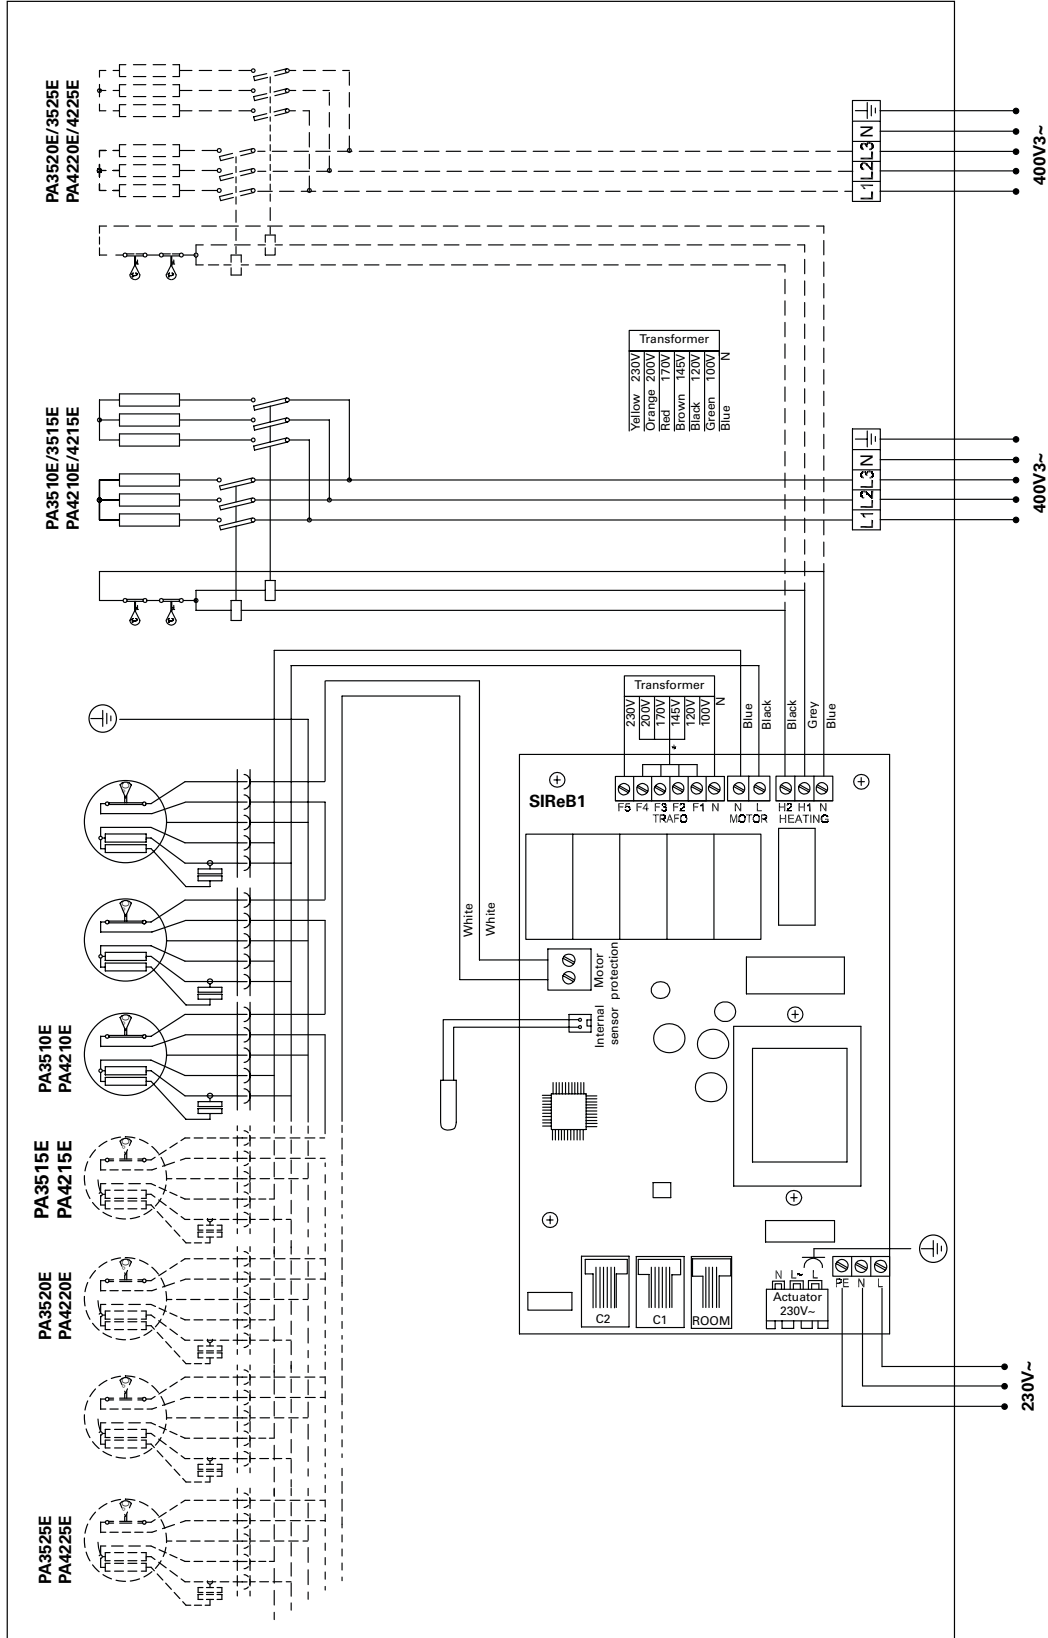 PA3520E/3525E
PA4220E/4225E
L1 L2 L3 N
400V3~
Transformer
Yellow 230V
Orange 200V
Red 170V
Brown 145V
Black 120V
Green 100V
Blue N
PA3510E/3515E
PA4210E/4215E
L1 L2 L3 N
400V3~
Transformer
230V
200V
170V
145V
120V
100V
N
*
Blue
Black
Black
Grey
Blue
SIReB1
F5 F4 F3 F2 F1 N
TRAFO
N L
MOTOR
H2 H1 N
HEATING
White
White
Motor
protection
Internal
sensor
PA3510E
PA4210E
PA3515E
PA4215E
PA3520E
PA4220E
PA3525E
PA4225E
C2
C1
ROOM
N L~ L
Actuator
230V~
PE N L
230V~